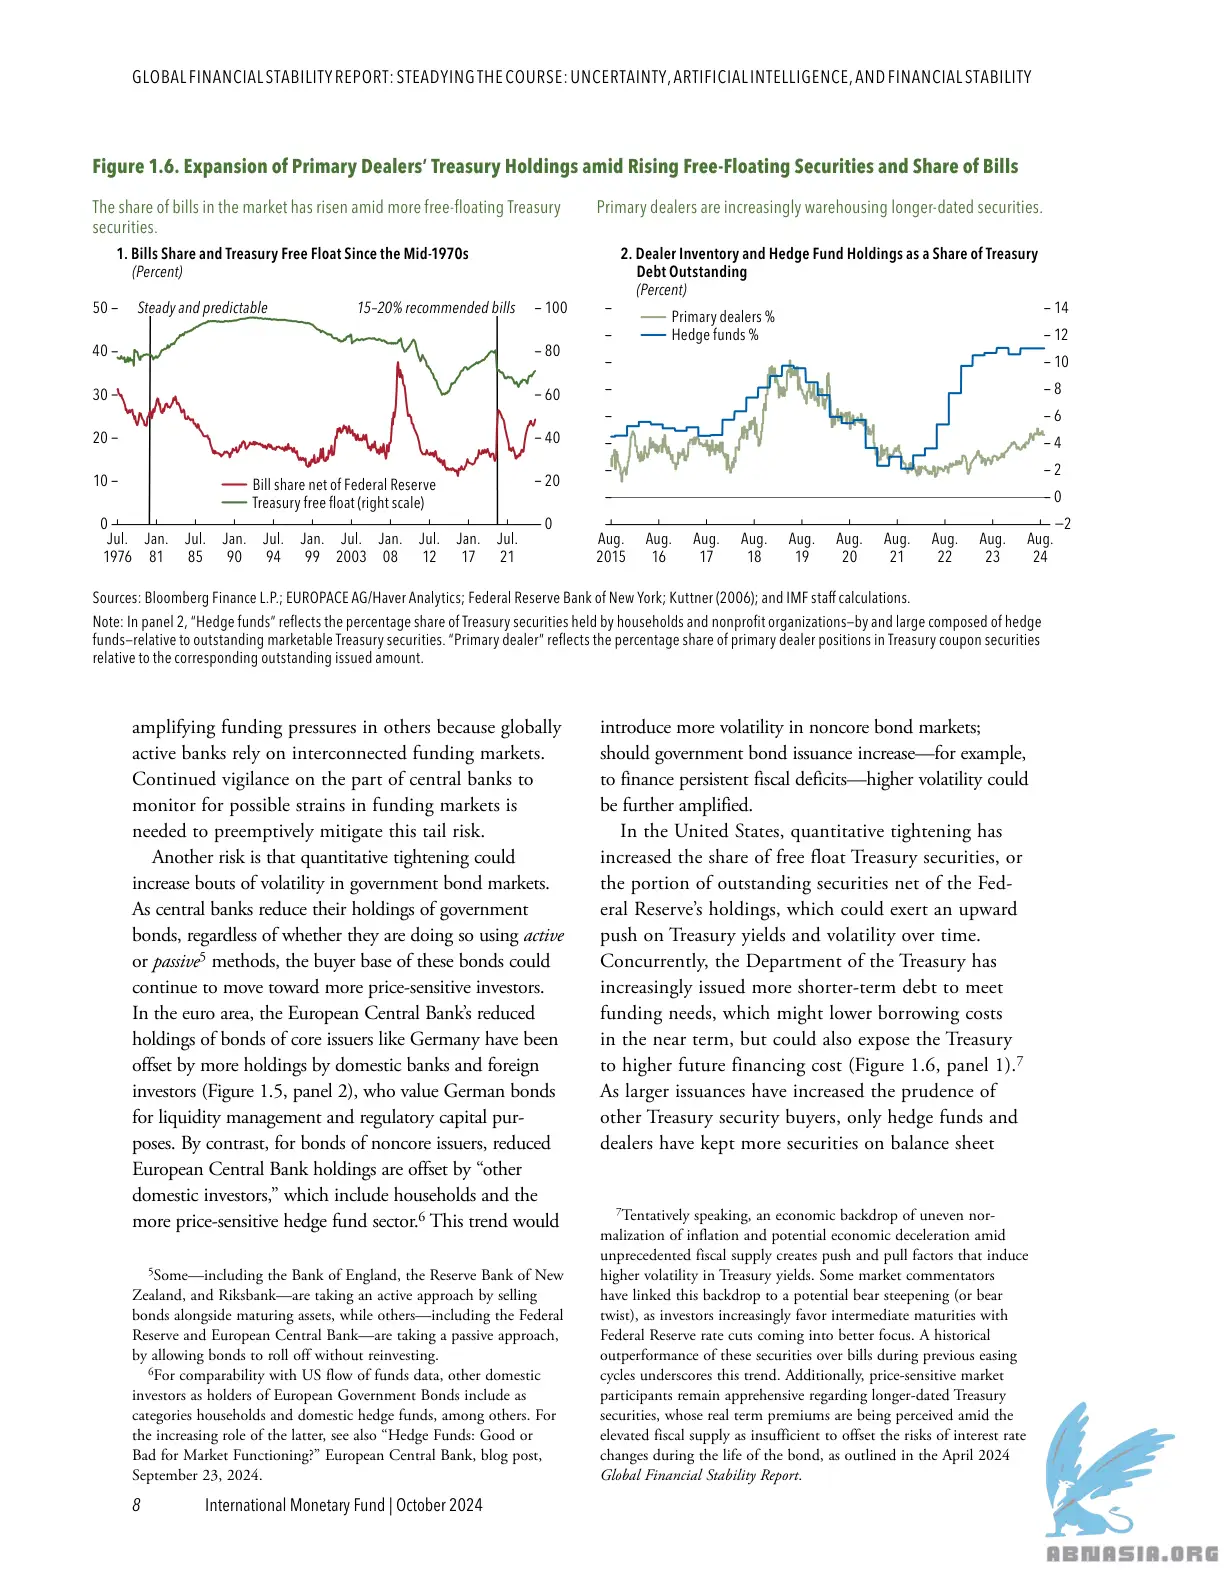 GLOBAL FINANCIAL STABILITY REPORT: STEADYING THE COURSE: UNCERTAINTY, ARTIFICIAL INTELLIGENCE, AND FINANCIAL STABILITY
Figure 1.6. Expansion of Primary Dealers’ Treasury Holdings amid Rising Free-Floating Securities and Share of Bills
The share of bills in the market has risen amid more free-floating Treasury
securities.
1. Bills Share and Treasury Free Float Since the Mid-1970s
(Percent)
50 –
Steady and predictable
15–20% recommended bills
– 100
40 –
– 80
30 –
– 60
20 –
– 40
10 –
– 20
0
0
Bill share net of Federal Reserve
Treasury free float (right scale)
Jul. Jan. Jul. Jan. Jul. Jan. Jul. Jan. Jul. Jan. Jul.
1976 81 85 90 94 99 2003 08 12 17 21
Primary dealers are increasingly warehousing longer-dated securities.
2. Dealer Inventory and Hedge Fund Holdings as a Share of Treasury
Debt Outstanding
(Percent)
Primary dealers %
Hedge funds %
– 14
– 12
– 10
– 8
– 6
– 4
– 2
– 0
–2
Aug. Aug. Aug. Aug. Aug. Aug. Aug. Aug. Aug. Aug.
2015 16 17 18 19 20 21 22 23 24
Sources: Bloomberg Finance L.P.; EUROPACE AG/Haver Analytics; Federal Reserve Bank of New York; Kuttner (2006); and IMF staff calculations.
Note: In panel 2, “Hedge funds” reflects the percentage share of Treasury securities held by households and nonprofit organizations—by and large composed of hedge
funds—relative to outstanding marketable Treasury securities. “Primary dealer” reflects the percentage share of primary dealer positions in Treasury coupon securities
relative to the corresponding outstanding issued amount.
amplifying funding pressures in others because globally
active banks rely on interconnected funding markets.
Continued vigilance on the part of central banks to
monitor for possible strains in funding markets is
needed to preemptively mitigate this tail risk.
Another risk is that quantitative tightening could
increase bouts of volatility in government bond markets.
As central banks reduce their holdings of government
bonds, regardless of whether they are doing so using active
or passive5 methods, the buyer base of these bonds could
continue to move toward more price-sensitive investors.
In the euro area, the European Central Bank’s reduced
holdings of bonds of core issuers like Germany have been
offset by more holdings by domestic banks and foreign
investors (Figure 1.5, panel 2), who value German bonds
for liquidity management and regulatory capital pur-
poses. By contrast, for bonds of noncore issuers, reduced
European Central Bank holdings are offset by “other
domestic investors,” which include households and the
more price-sensitive hedge fund sector.6 This trend would
5Some—including the Bank of England, the Reserve Bank of New
Zealand, and Riksbank—are taking an active approach by selling
bonds alongside maturing assets, while others—including the Federal
Reserve and European Central Bank—are taking a passive approach,
by allowing bonds to roll off without reinvesting.
6For comparability with US flow of funds data, other domestic
investors as holders of European Government Bonds include as
categories households and domestic hedge funds, among others. For
the increasing role of the latter, see also “Hedge Funds: Good or
Bad for Market Functioning?” European Central Bank, blog post,
September 23, 2024.
introduce more volatility in noncore bond markets;
should government bond issuance increase—for example,
to finance persistent fiscal deficits—higher volatility could
be further amplified.
In the United States, quantitative tightening has
increased the share of free float Treasury securities, or
the portion of outstanding securities net of the Fed-
eral Reserve’s holdings, which could exert an upward
push on Treasury yields and volatility over time.
Concurrently, the Department of the Treasury has
increasingly issued more shorter-term debt to meet
funding needs, which might lower borrowing costs
in the near term, but could also expose the Treasury
to higher future financing cost (Figure 1.6, panel 1).7
As larger issuances have increased the prudence of
other Treasury security buyers, only hedge funds and
dealers have kept more securities on balance sheet
7Tentatively speaking, an economic backdrop of uneven nor-
malization of inflation and potential economic deceleration amid
unprecedented fiscal supply creates push and pull factors that induce
higher volatility in Treasury yields. Some market commentators
have linked this backdrop to a potential bear steepening (or bear
twist), as investors increasingly favor intermediate maturities with
Federal Reserve rate cuts coming into better focus. A historical
outperformance of these securities over bills during previous easing
cycles underscores this trend. Additionally, price-sensitive market
participants remain apprehensive regarding longer-dated Treasury
securities, whose real term premiums are being perceived amid the
elevated fiscal supply as insufficient to offset the risks of interest rate
changes during the life of the bond, as outlined in the April 2024
Global Financial Stability Report.
8 International Monetary Fund | October 2024
ABNASIA.ORG